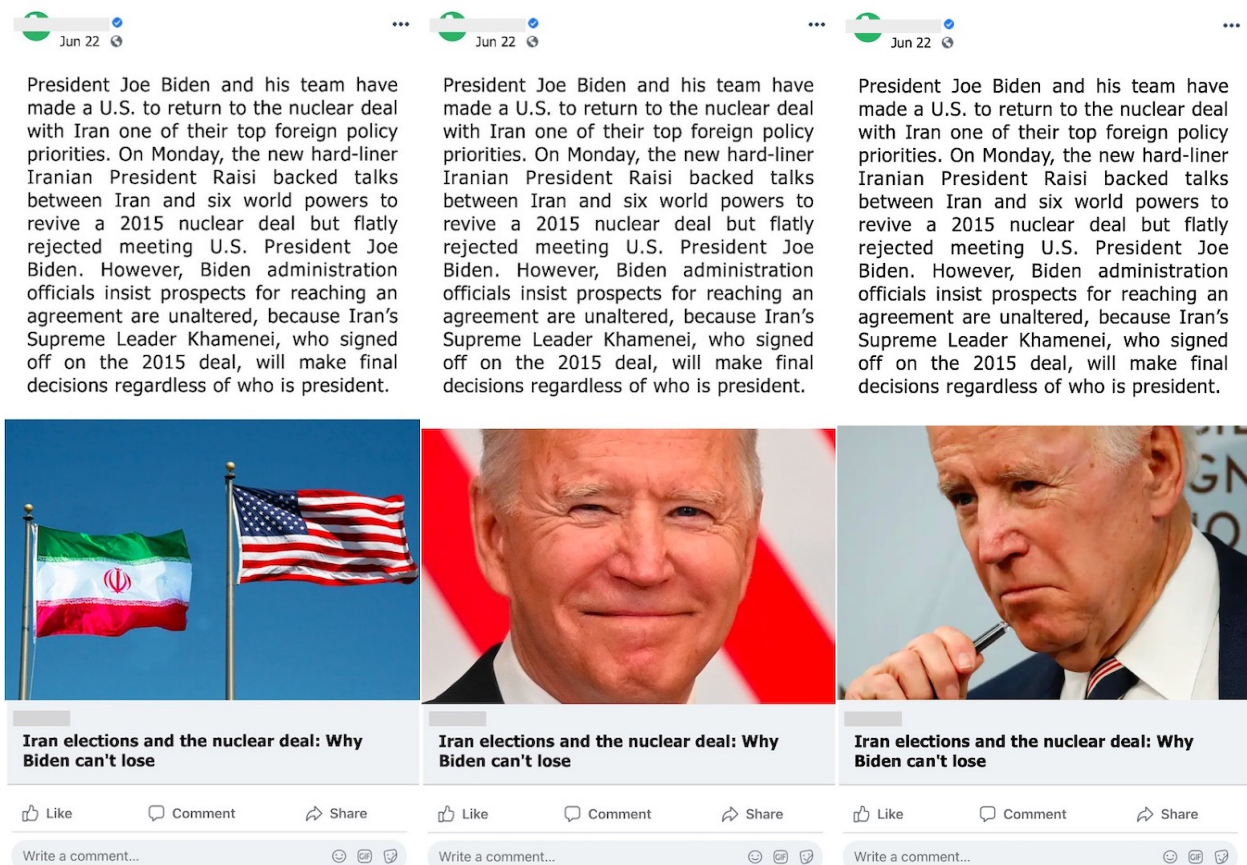 Jun 22
President Joe Biden and his team have
made a U.S. to return to the nuclear deal
with Iran one of their top foreign policy
priorities. On Monday, the new hard-liner
Iranian President Raisi backed talks
between Iran and six world powers to
revive a 2015 nuclear deal but flatly
rejected meeting U.S. President Joe
Biden. However, Biden administration
officials insist prospects for reaching an
agreement are unaltered, because Iran’s
Supreme Leader Khamenei, who signed
off on the 2015 deal, will make final
decisions regardless of who is president.
Iran elections and the nuclear deal: Why
Biden can't lose
Like Comment Share
Write a comment... GIF
Jun 22
President Joe Biden and his team have
made a U.S. to return to the nuclear deal
with Iran one of their top foreign policy
priorities. On Monday, the new hard-liner
Iranian President Raisi backed talks
between Iran and six world powers to
revive a 2015 nuclear deal but flatly
rejected meeting U.S. President Joe
Biden. However, Biden administration
officials insist prospects for reaching an
agreement are unaltered, because Iran’s
Supreme Leader Khamenei, who signed
off on the 2015 deal, will make final
decisions regardless of who is president.
Iran elections and the nuclear deal: Why
Biden can't lose
Like Comment Share
Write a comment... GIF
Jun 22
President Joe Biden and his team have
made a U.S. to return to the nuclear deal
with Iran one of their top foreign policy
priorities. On Monday, the new hard-liner
Iranian President Raisi backed talks
between Iran and six world powers to
revive a 2015 nuclear deal but flatly
rejected meeting U.S. President Joe
Biden. However, Biden administration
officials insist prospects for reaching an
agreement are unaltered, because Iran’s
Supreme Leader Khamenei, who signed
off on the 2015 deal, will make final
decisions regardless of who is president.
Iran elections and the nuclear deal: Why
Biden can't lose
Like Comment Share
Write a comment... GIF